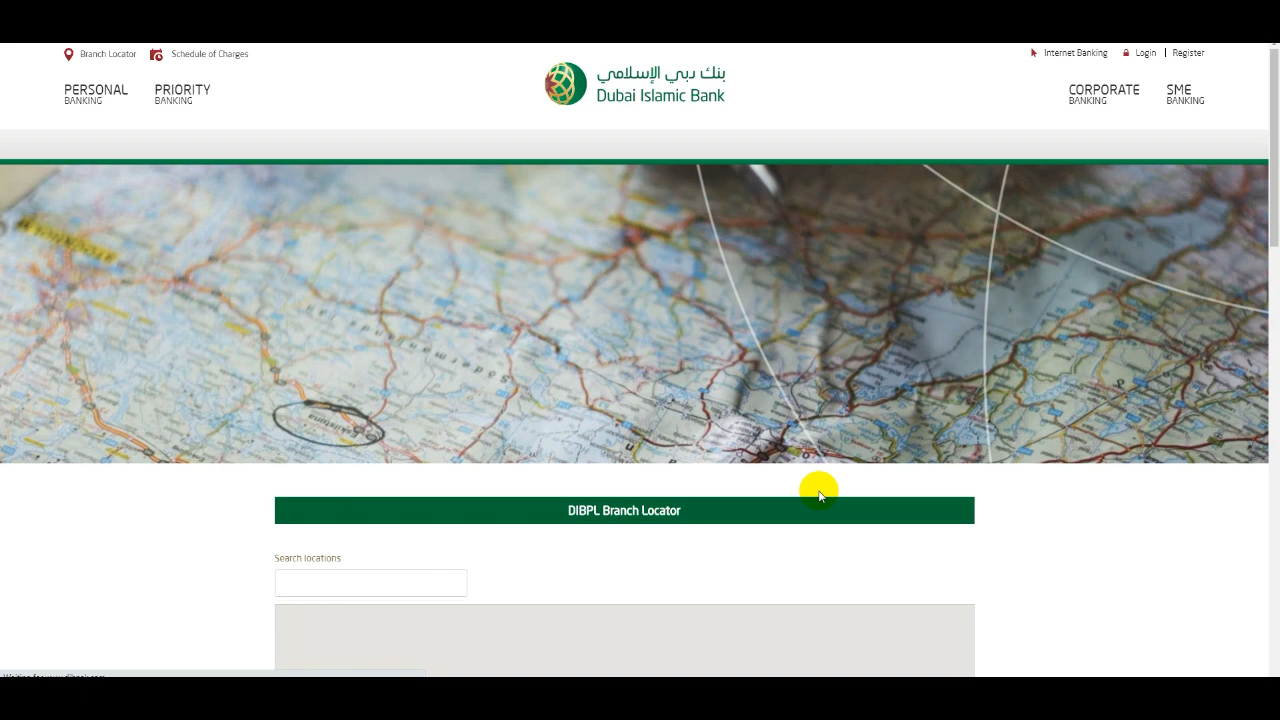 Branch Locator
Schedule of Charges
Internet Banking
Login
Register
PERSONAL
BANKING
PRIORITY
BANKING
بنك دبي الإسلامي
Dubai Islamic Bank
CORPORATE
BANKING
SME
BANKING
DIBPL Branch Locator
Search locations